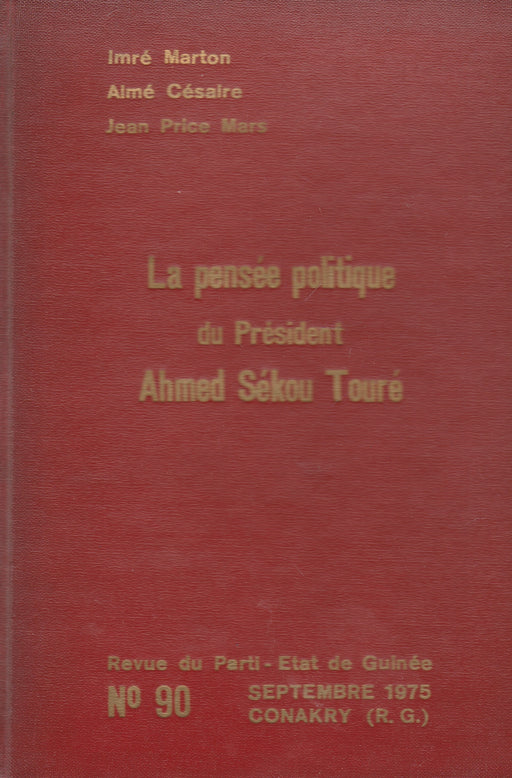 Imré Marton
Aimé Césaire
Jean Price Mars
La pensée politique
du Président
Ahmed Sékou Touré
Revue du Parti-Etat de Guinée
Nº 90
SEPTEMBRE 1975
CONAKRY (R. G.)